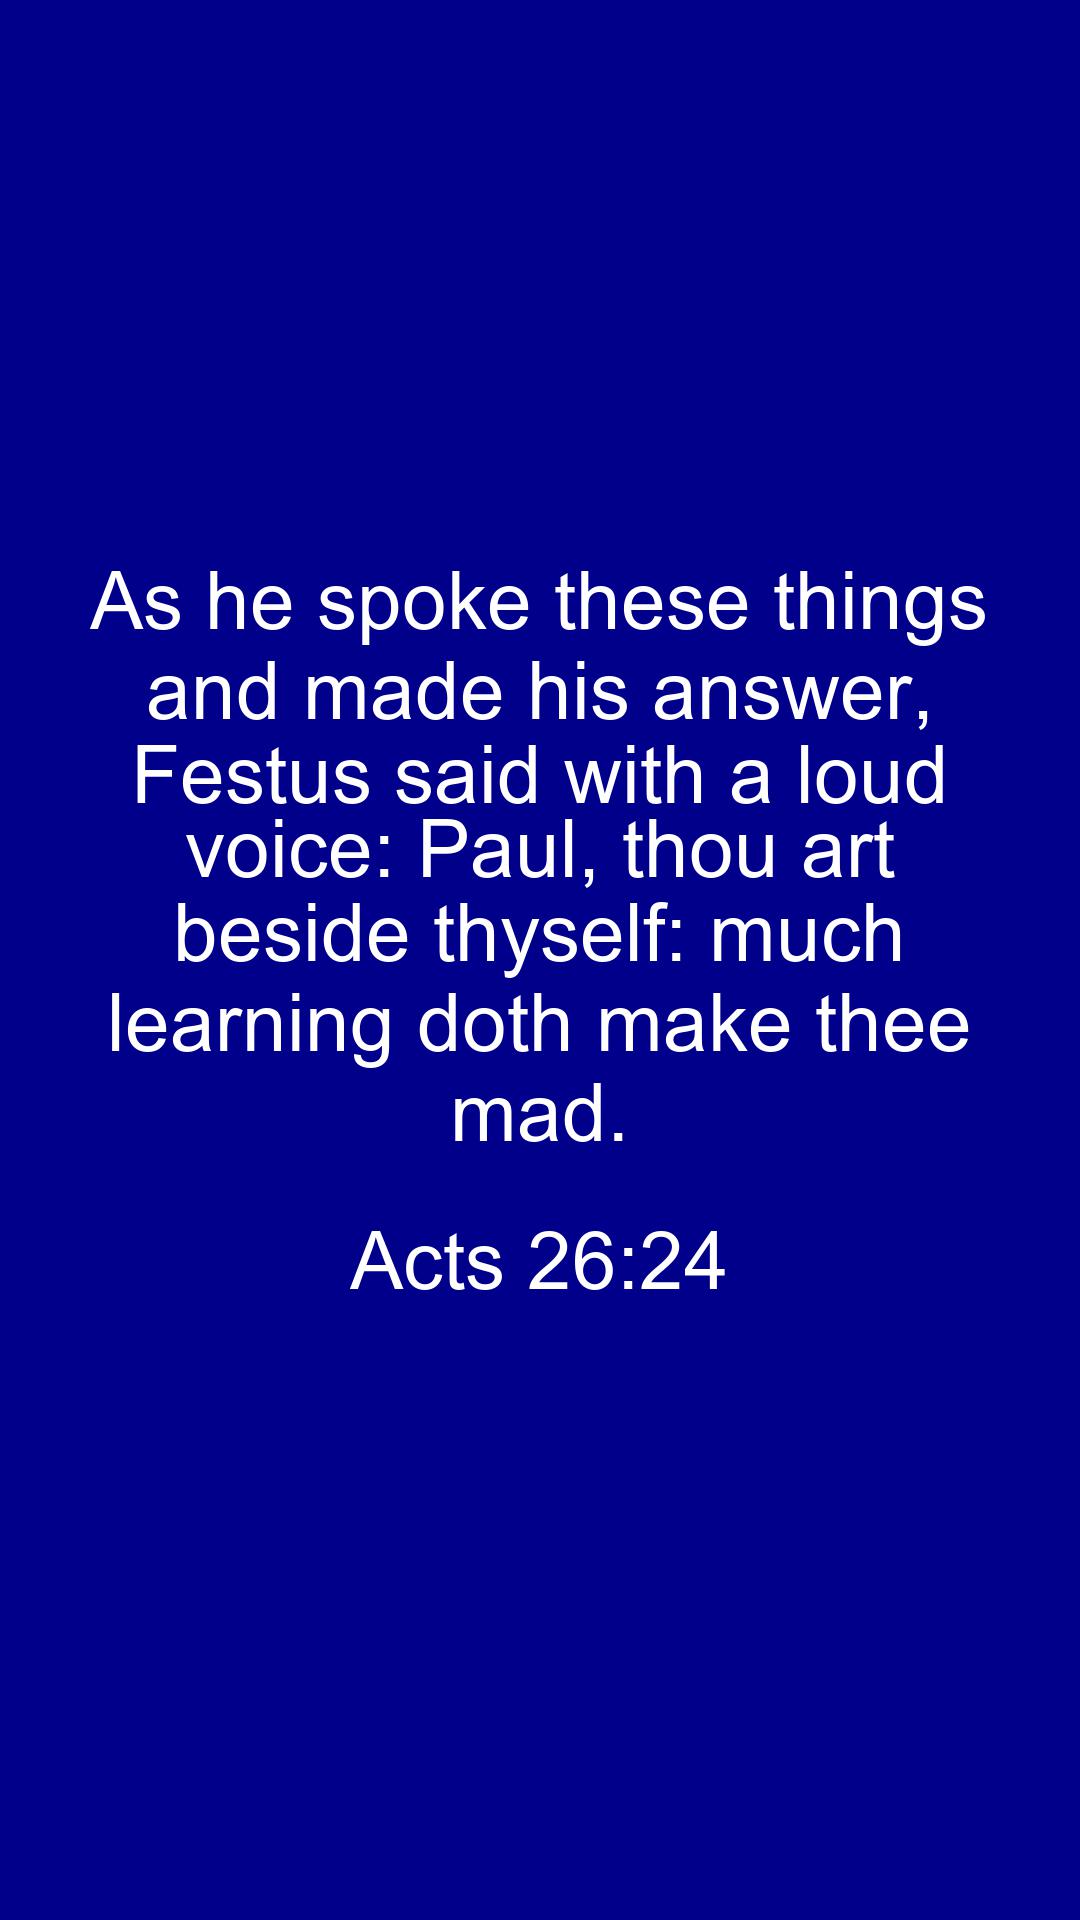 As he spoke these things
and made his answer,
Festus said with a loud
voice: Paul, thou art
beside thyself: much
learning doth make thee
mad.
Acts 26:24